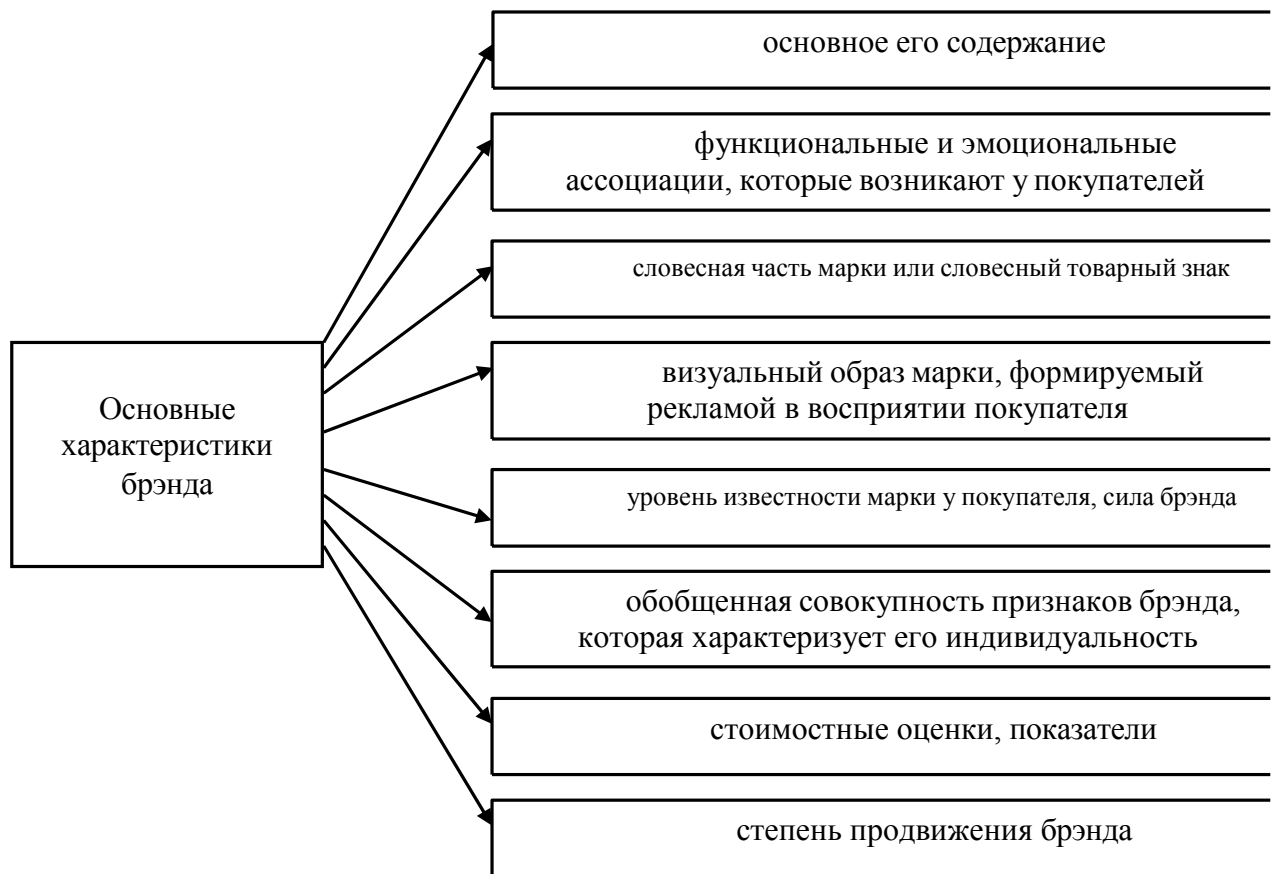 основное его содержание
функциональные и эмоциональные
ассоциации, которые возникают у покупателей
словесная часть марки или словесный товарный знак
визуальный образ марки, формируемый
рекламой в восприятии покупателя
Основные
характеристики
брэнда
уровень известности марки у покупателя, сила брэнда
обобщенная совокупность признаков брэнда,
которая характеризует его индивидуальность
стоимостные оценки, показатели
степень продвижения брэнда